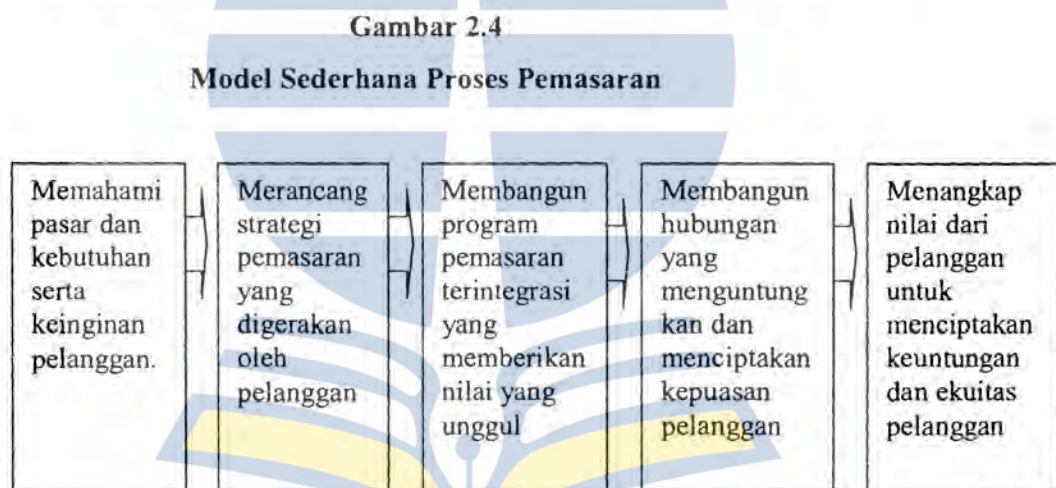 Gambar 2.4
Model Sederhana Proses Pemasaran
Memahami
pasar dan
kebutuhan
serta
keinginan
pelanggan.
Merancang
strategi
pemasaran
yang
digerakan
oleh
pelanggan
Membangun
program
pemasaran
terintegrasi
yang
memberikan
nilai yang
unggul
Membangun
hubungan
yang
menguntung
kan dan
menciptakan
kepuasan
pelanggan
Menangkap
nilai dari
pelanggan
untuk
menciptakan
keuntungan
dan ekuitas
pelanggan